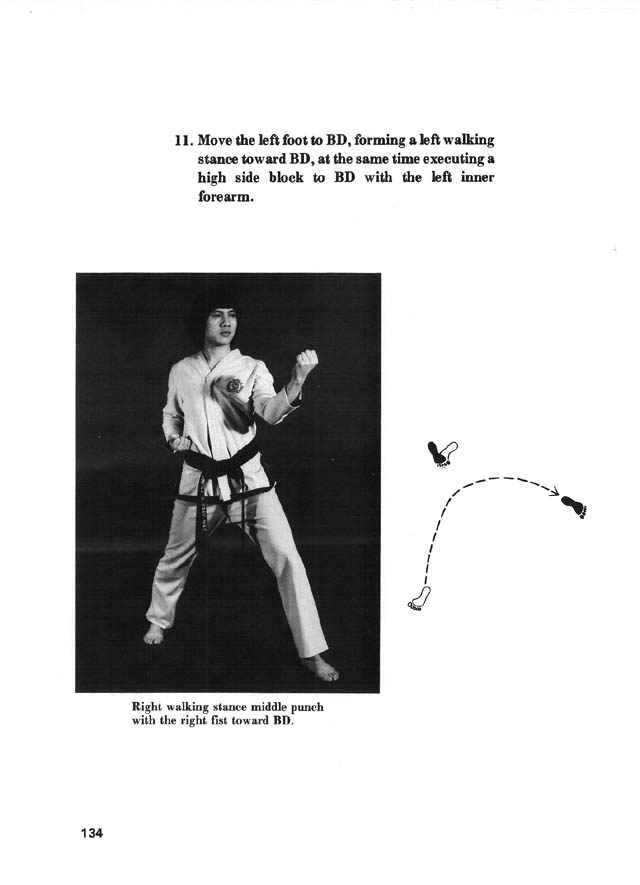 11. Move the left foot to BD, forming a left walking
stance toward BD, at the same time executing a
high side block to BD with the left inner
forearm.
Right walking stance middle punch
with the right fist toward BD.
134